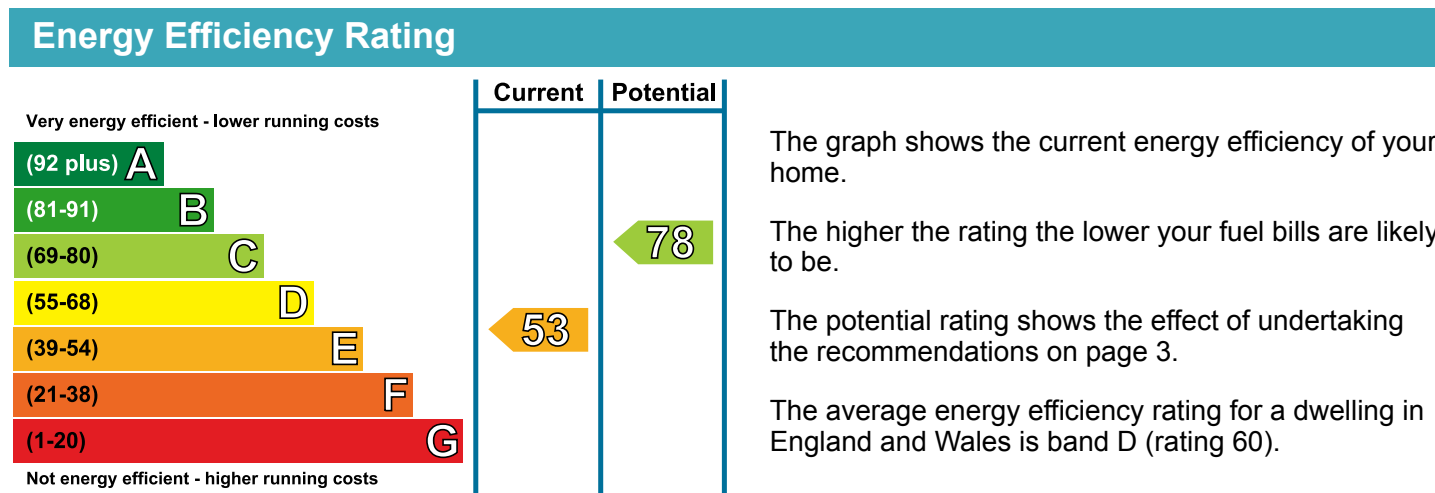 Energy Efficiency Rating
Current Potential
Very energy efficient - lower running costs
(92 plus) A
(81-91) B
(69-80) C
78
(55-68) D
53
(39-54) E
(21-38) F
(1-20) G
Not energy efficient - higher running costs
The graph shows the current energy efficiency of your
home.
The higher the rating the lower your fuel bills are likely
to be.
The potential rating shows the effect of undertaking
the recommendations on page 3.
The average energy efficiency rating for a dwelling in
England and Wales is band D (rating 60).